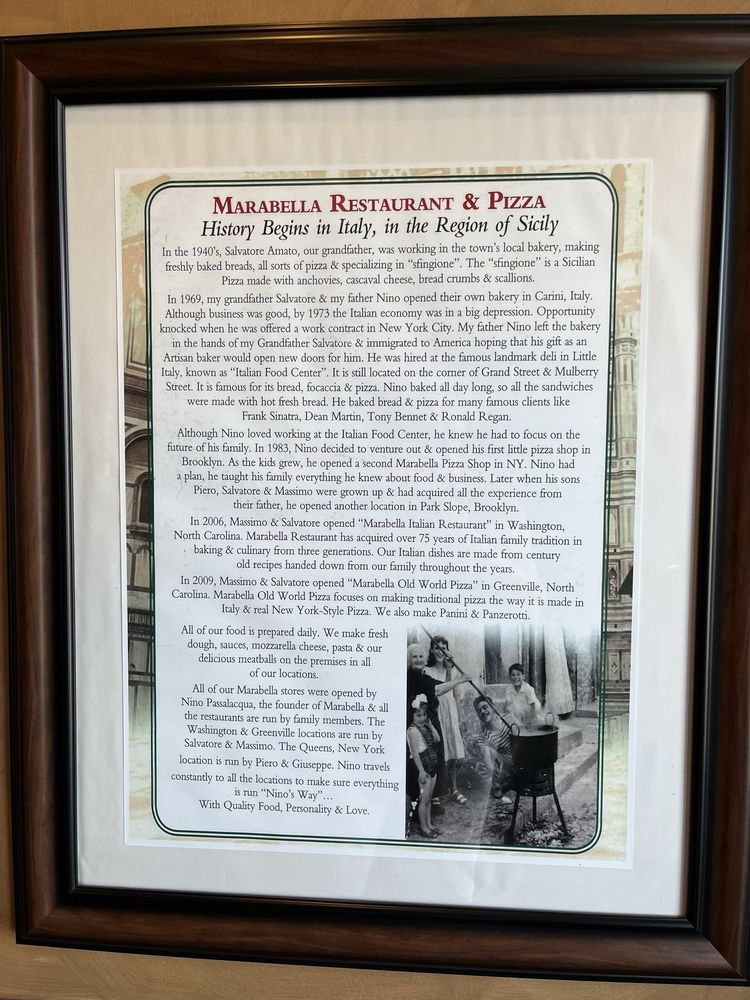 MARABELLA RESTAURANT & PIZZA
History Begins in Italy, in the Region of Sicily
In the 1940's, Salvatore Amato, our grandfather, was working in the town's local bakery, making
freshly baked breads, all sorts of pizza & specializing in "sfingione". The "sfingione" is a Sicilian
Pizza made with anchovies, cascaval cheese, bread crumbs & scallions.
In 1969, my grandfather Salvatore & my father Nino opened their own bakery in Carini, Italy.
Although business was good, by 1973 the Italian economy was in a big depression. Opportunity
knocked when he was offered a work contract in New York City. My father Nino left the bakery
in the hands of my Grandfather Salvatore & immigrated to America hoping that his gift as an
Artisan baker would open new doors for him. He was hired at the famous landmark deli in Little
Italy, known as "Italian Food Center". It is still located on the corner of Grand Street & Mulberry
Street. It is famous for its bread, focaccia & pizza. Nino baked all day long, so all the sandwiches
were made with hot fresh bread. He baked bread & pizza for many famous clients like
Frank Sinatra, Dean Martin, Tony Bennet & Ronald Regan.
Although Nino loved working at the Italian Food Center, he knew he had to focus on the
future of his family. In 1983, Nino decided to venture out & opened his first little pizza shop in
Brooklyn. As the kids grew, he opened a second Marabella Pizza Shop in NY. Nino had
a plan, he taught his family everything he knew about food & business. Later when his sons
Piero, Salvatore & Massimo were grown up & had acquired all the experience from
their father, he opened another location in Park Slope, Brooklyn.
In 2006, Massimo & Salvatore opened "Marabella Italian Restaurant" in Washington,
North Carolina. Marabella Restaurant has acquired over 75 years of Italian family tradition in
baking & culinary from three generations. Our Italian dishes are made from century
old recipes handed down from our family throughout the years.
In 2009, Massimo & Salvatore opened "Marabella Old World Pizza" in Greenville, North
Carolina. Marabella Old World Pizza focuses on making traditional pizza the way it is made in
Italy & real New York-Style Pizza. We also make Panini & Panzerotti.
All of our food is prepared daily. We make fresh
dough, sauces, mozzarella cheese, pasta & our
delicious meatballs on the premises in all
of our locations.
All of our Marabella stores were opened by
Nino Passalacqua, the founder of Marabella & all
the restaurants are run by family members. The
Washington & Greenville locations are run by
Salvatore & Massimo. The Queens, New York
location is run by Piero & Giuseppe. Nino travels
constantly to all the locations to make sure everything
is run "Nino's Way"...
With Quality Food, Personality & Love.